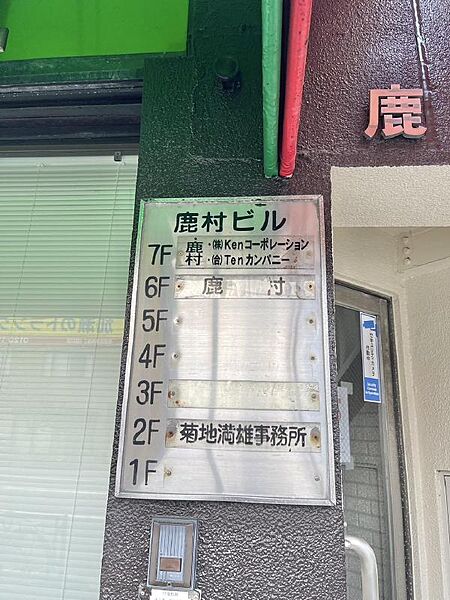 鹿
鹿村ビル
7F 鹿村・㈱Kenコーポレーション
・㈾Tenカンパニー
6F 鹿 村
5F
4F
3F
2F 菊地満雄事務所
1F